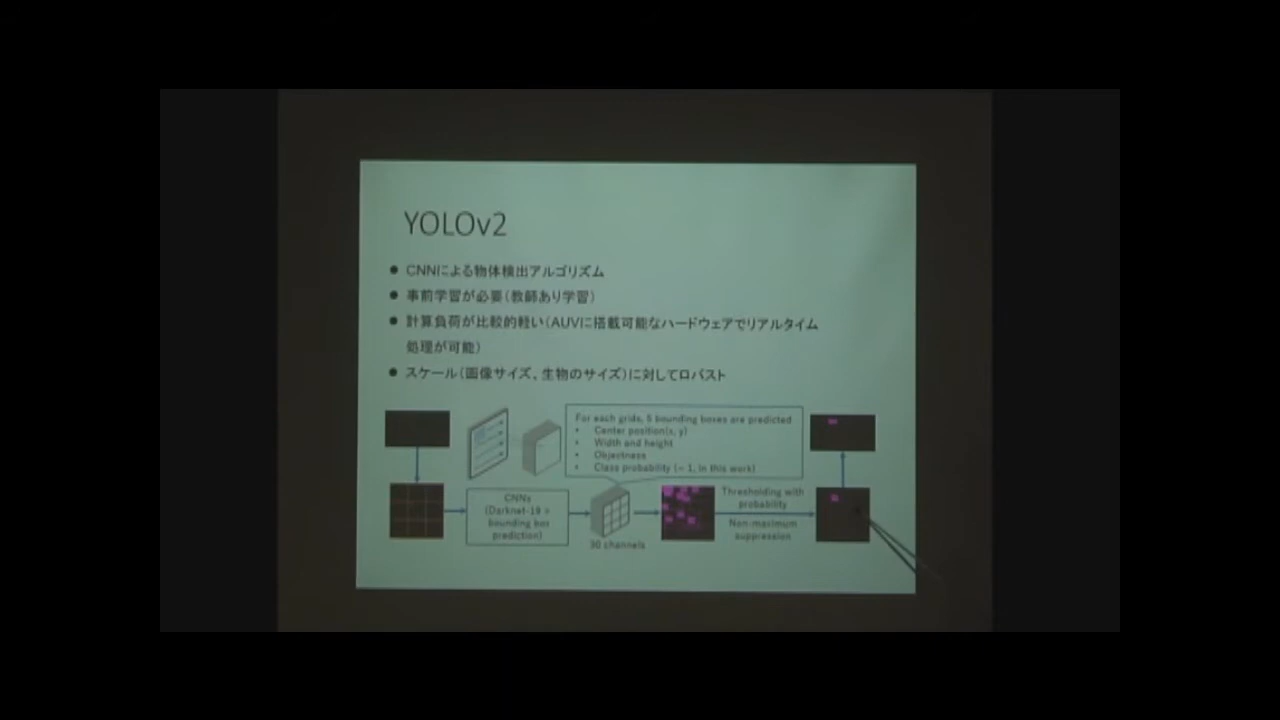 YOLOv2
● CNNによる物体検出アルゴリズム
● 事前学習が必要(教師あり学習)
● 計算負荷が比較的軽い(AUVに搭載可能なハードウェアでリアルタイム
処理が可能)
● スケール(画像サイズ、生物のサイズ)に対してロバスト
For each grids, 5 bounding boxes are predicted
• Center position(x, y)
• Width and height
• Objectness
• Class probability (= 1, in this work)
CNNs
(Darknet-19 +
bounding box
prediction)
30 channels
Thresholding with
probability
Non-maximum
suppression